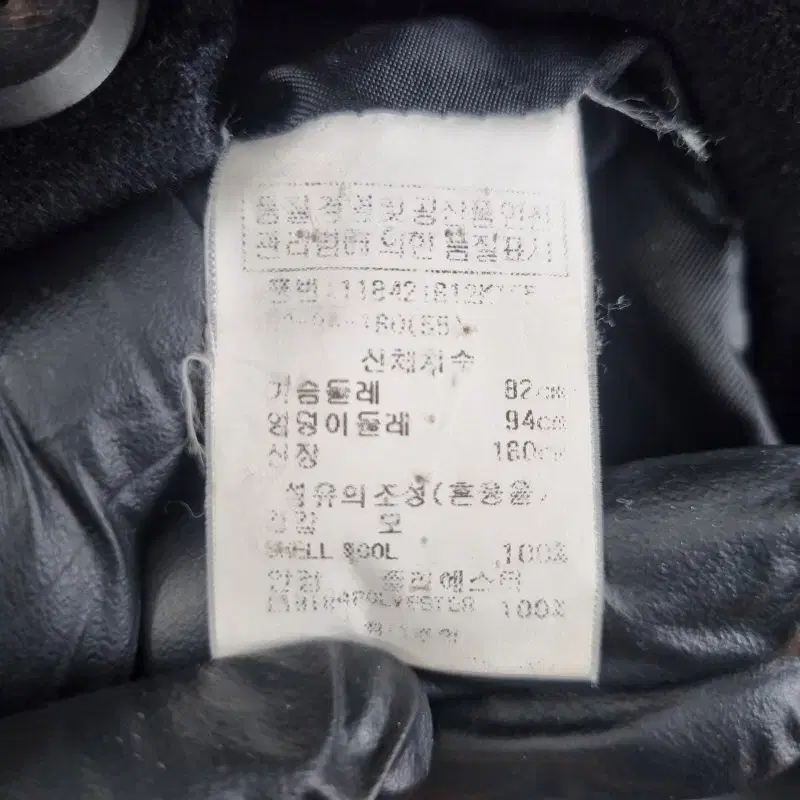 품질경영 및 공산품안전
관리법에 의한 품질표시
품번:11842
신체치수
가슴둘레 82cm
엉덩이둘레 94cm
신장 160cm
섬유의조성(혼용율)
겉감 모
SHELL WOOL 100%
안감 폴리에스터
POLYESTER 100%